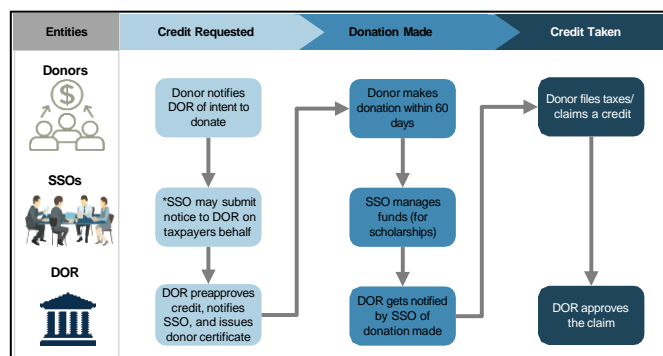 Entities
Credit Requested
Donation Made
Credit Taken
Donors
Donor notifies
DOR of intent to
donate
Donor makes
donation within 60
days
Donor files taxes/
claims a credit
SSOs
*SSO may submit
notice to DOR on
taxpayers behalf
SSO manages
funds (for
scholarships)
DOR
DOR preapproves
credit, notifies
SSO, and issues
donor certificate
DOR gets notified
by SSO of
donation made
DOR approves
the claim